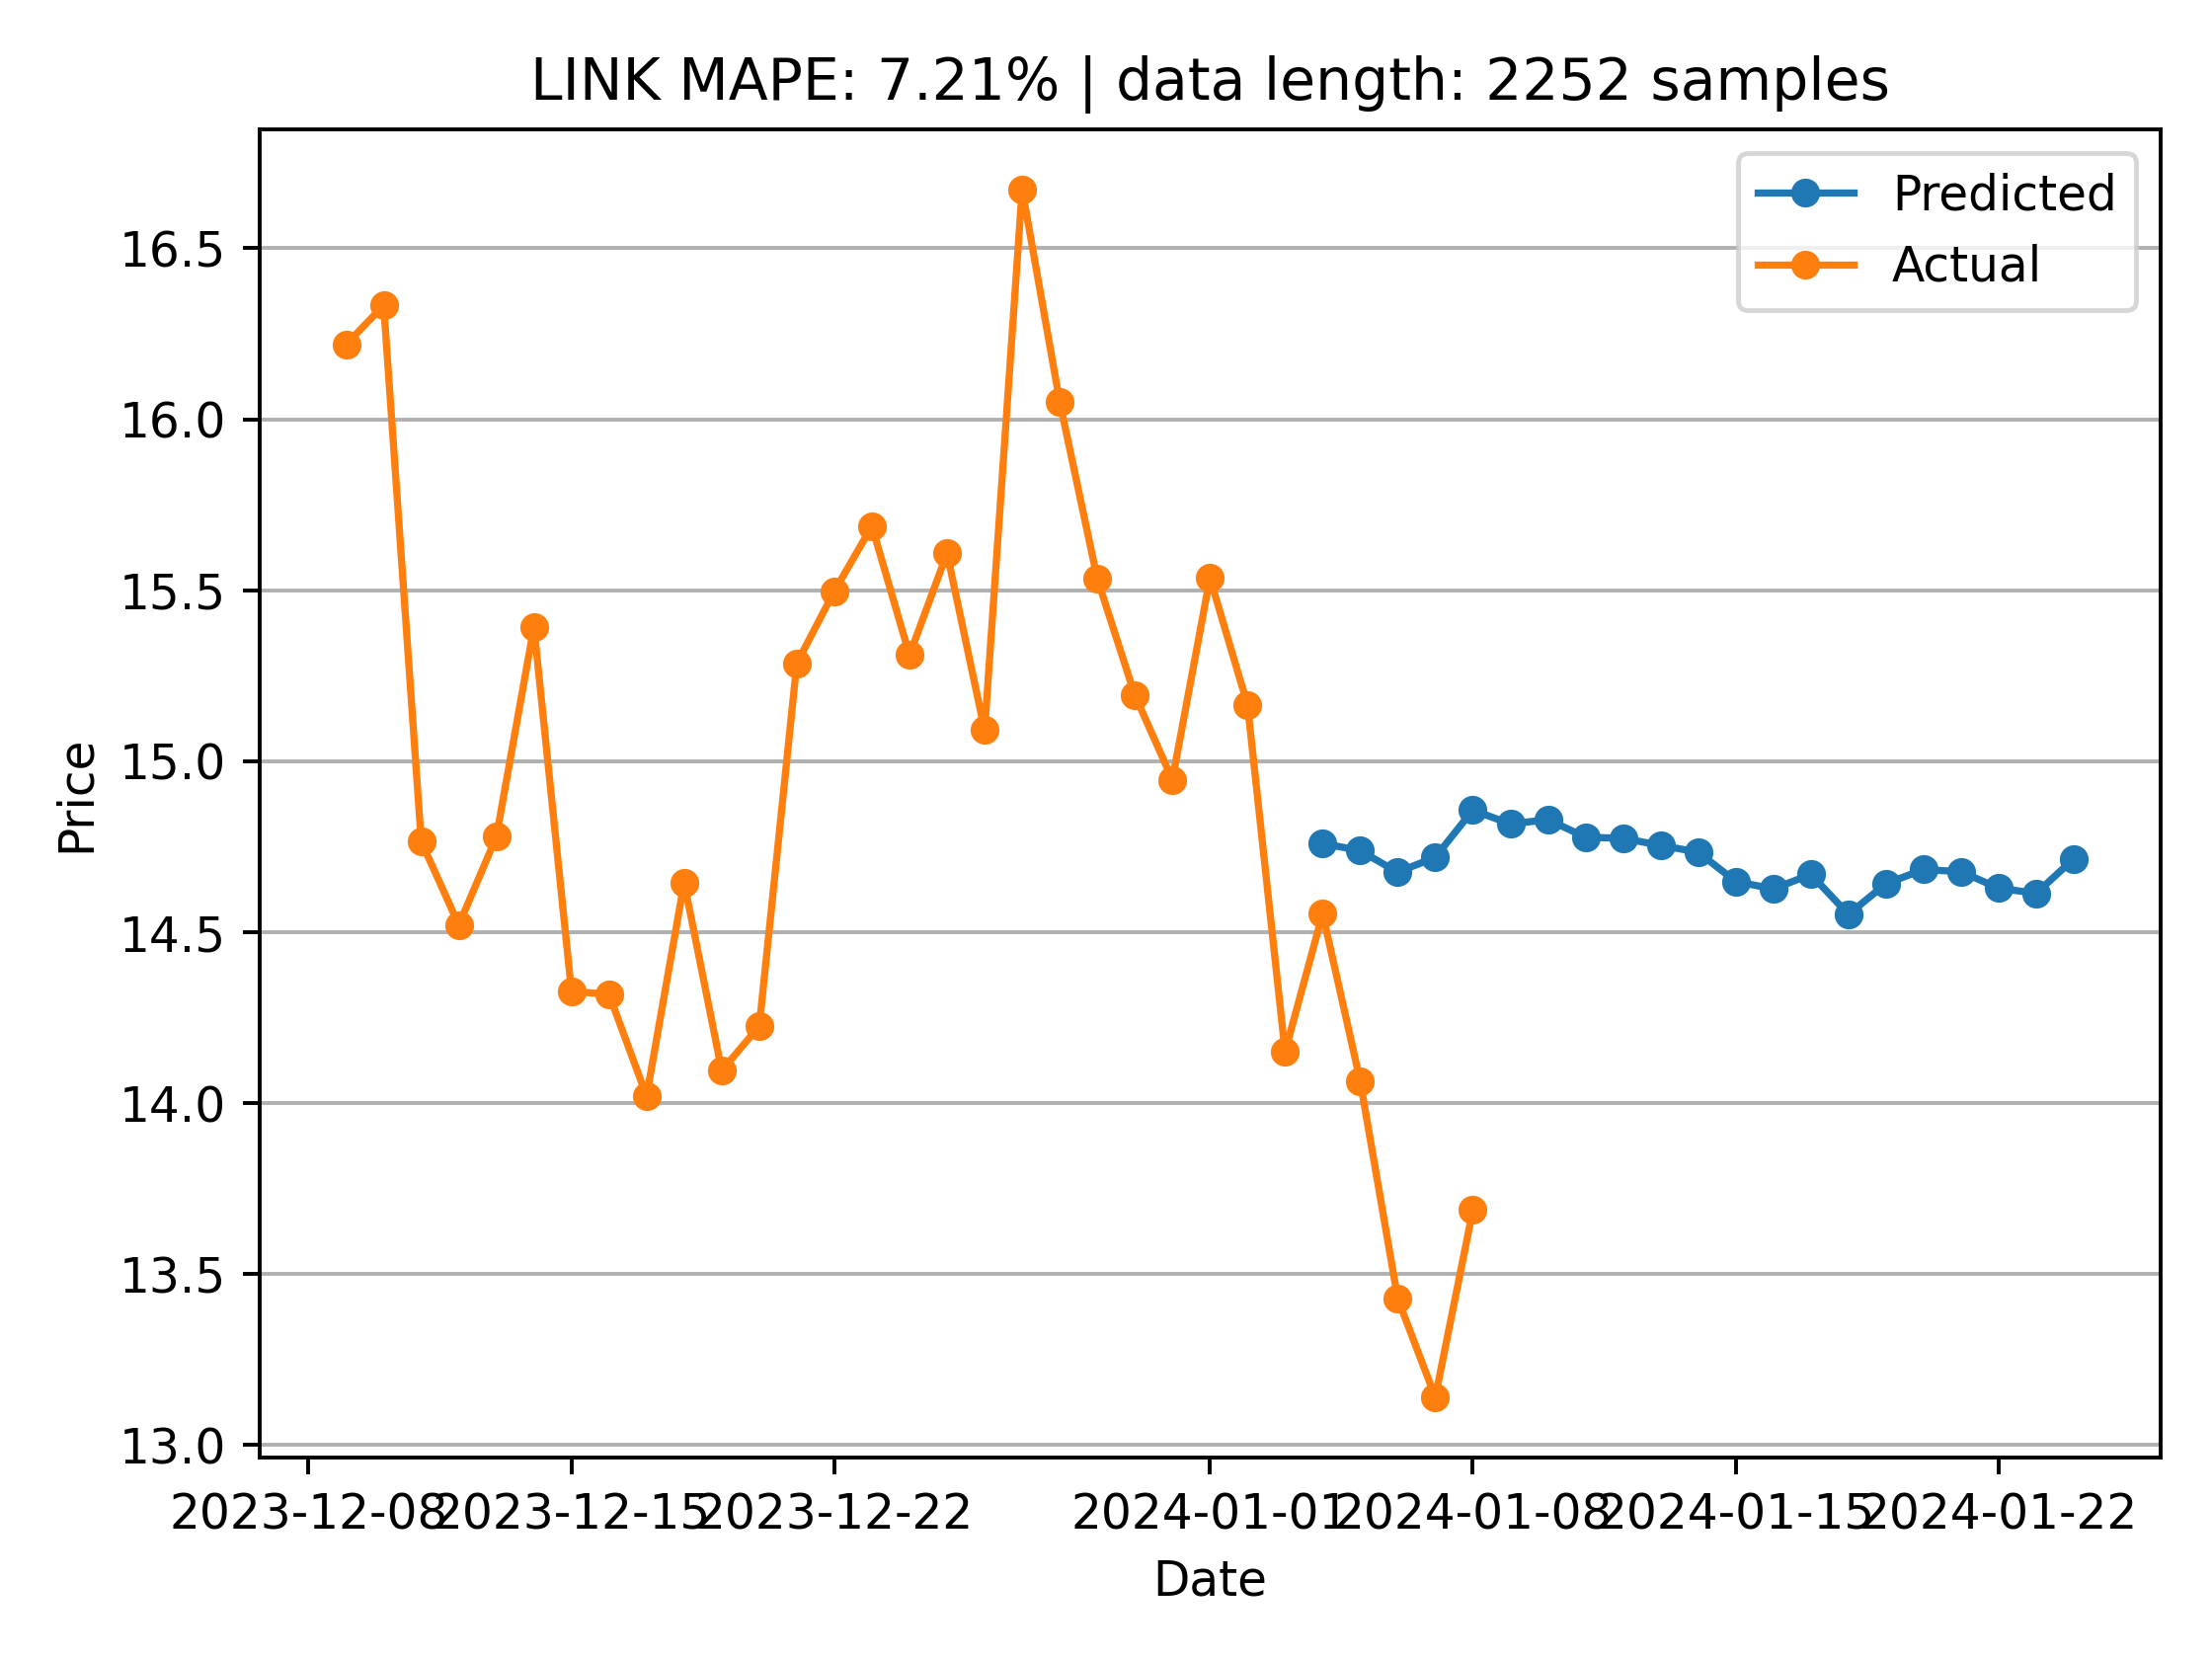 LINK MAPE: 7.21% | data length: 2252 samples
Predicted
Actual
16.5
16.0
15.5
15.0
14.5
14.0
13.5
13.0
Price
2023-12-08 2023-12-15 2023-12-22 2024-01-01 2024-01-08 2024-01-15 2024-01-22
Date